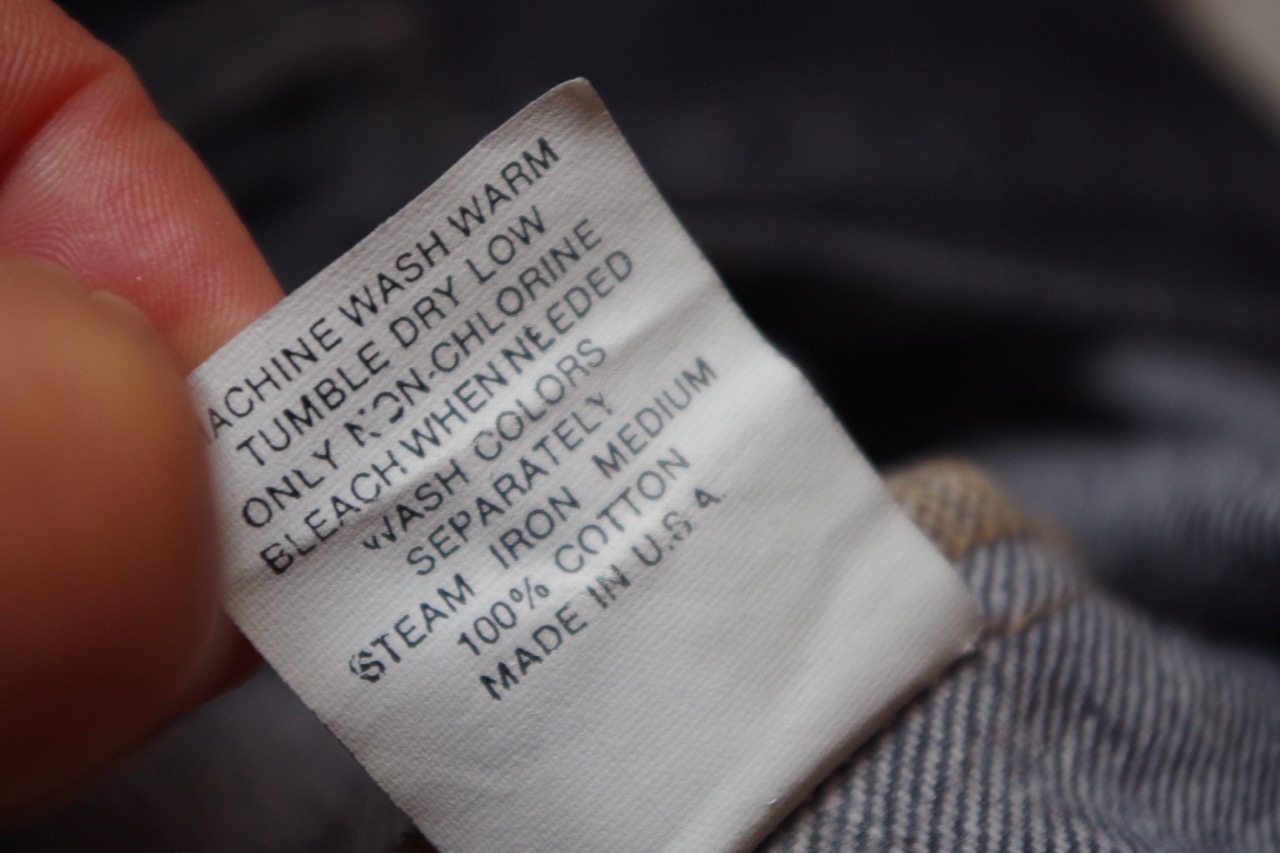 MACHINE WASH WARM
TUMBLE DRY LOW
ONLY NON-CHLORINE
BLEACH WHEN NEEDED
WASH COLORS
SEPARATELY
STEAM IRON MEDIUM
100% COTTON
MADE IN U.S.A.